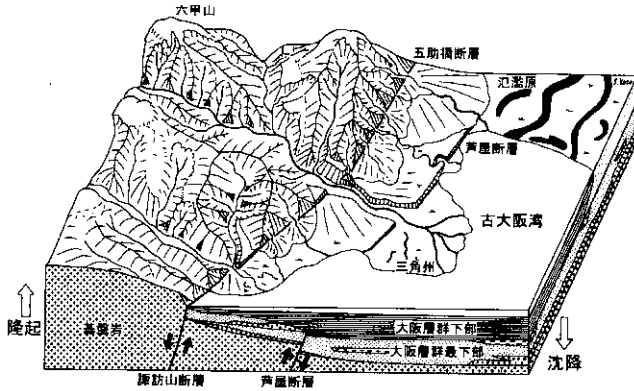 六甲山
五助橋断層
氾濫原
芦屋断層
古大阪湾
三角州
隆起
基盤岩
大阪層群下部
大阪層群最下部
沈降
諏訪山断層
芦屋断層